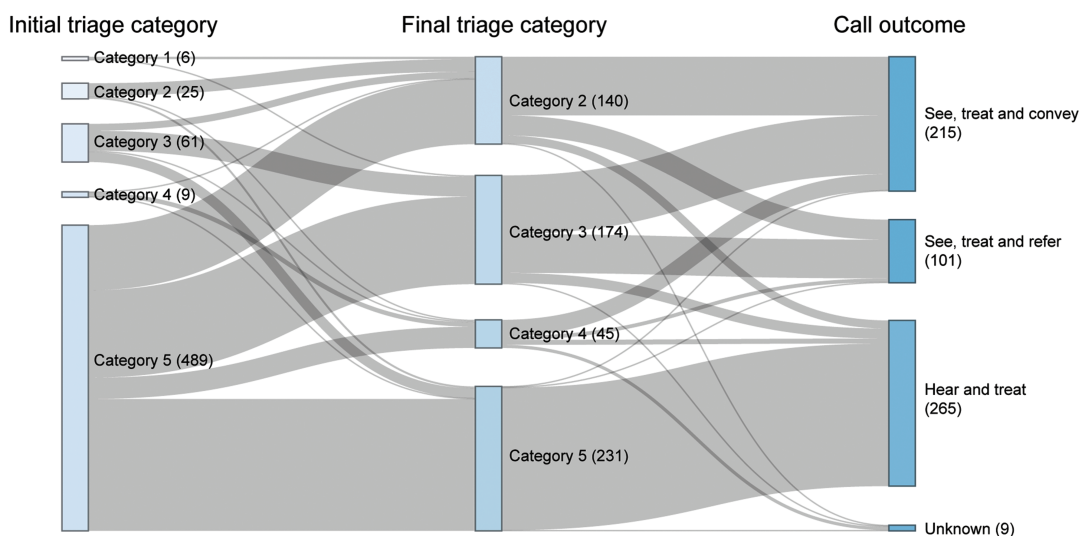 Initial triage category
Final triage category
Call outcome
Category 1 (6)
Category 2 (25)
Category 3 (61)
Category 4 (9)
Category 5 (489)
Category 2 (140)
Category 3 (174)
Category 4 (45)
Category 5 (231)
See, treat and convey
(215)
See, treat and refer
(101)
Hear and treat
(265)
Unknown (9)